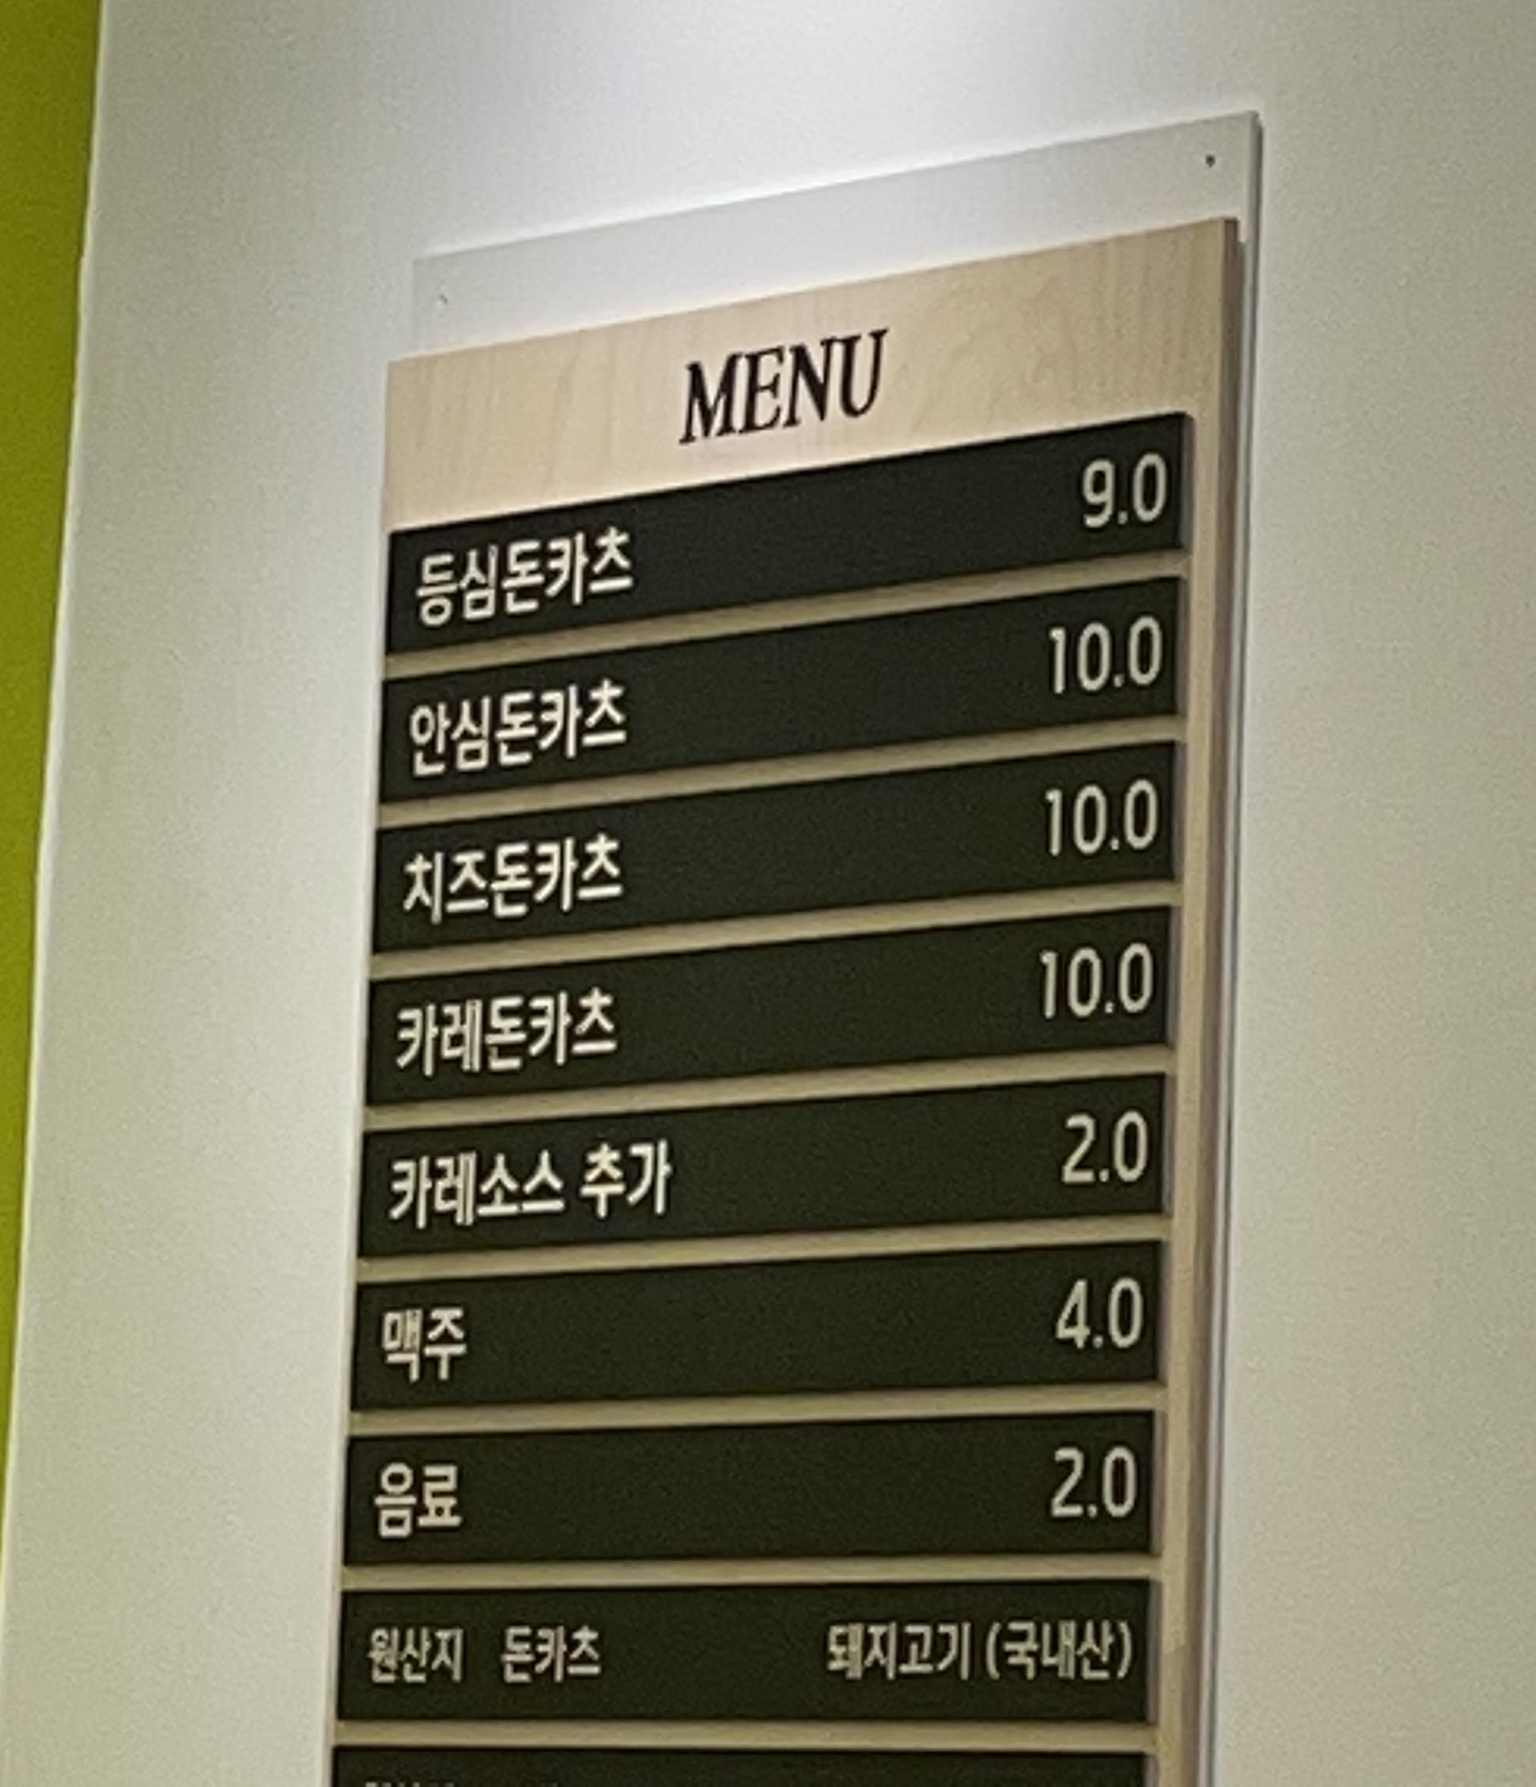 MENU
등심돈카츠 9.0
안심돈카츠 10.0
치즈돈카츠 10.0
카레돈카츠 10.0
카레소스 추가 2.0
맥주 4.0
음료 2.0
원산지 돈카츠 돼지고기 (국내산)